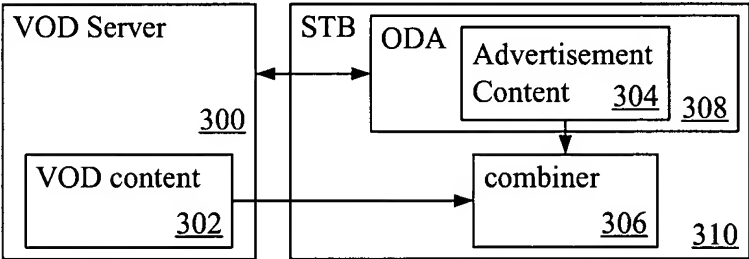 VOD Server
300
VOD content
302
STB
ODA
Advertisement
Content 304
308
combiner
306
310